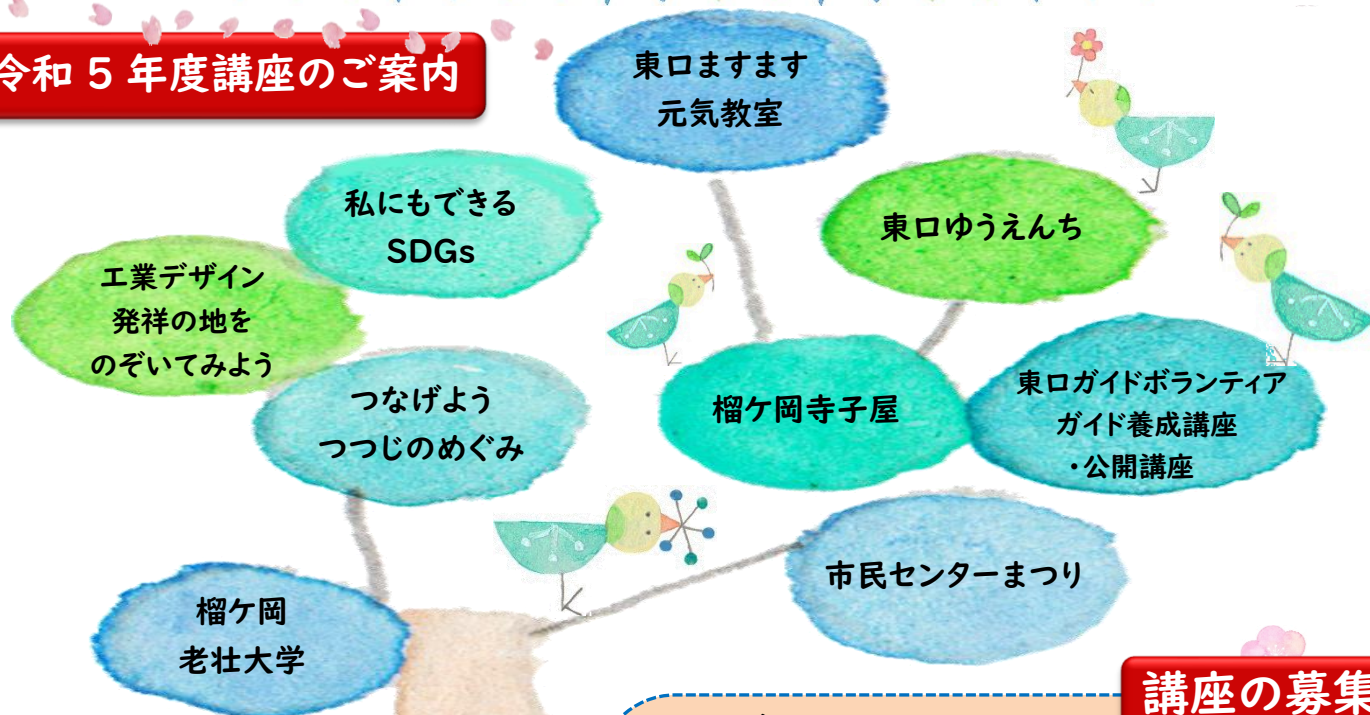 令和5年度講座のご案内
東口ますます
元気教室
私にもできる
SDGs
東口ゆうえんち
工業デザイン
発祥の地を
のぞいてみよう
つなげよう
つつじのめぐみ
榴ケ岡寺子屋
東口ガイドボランティア
ガイド養成講座
・公開講座
市民センターまつり
榴ケ岡
老壮大学
講座の募集